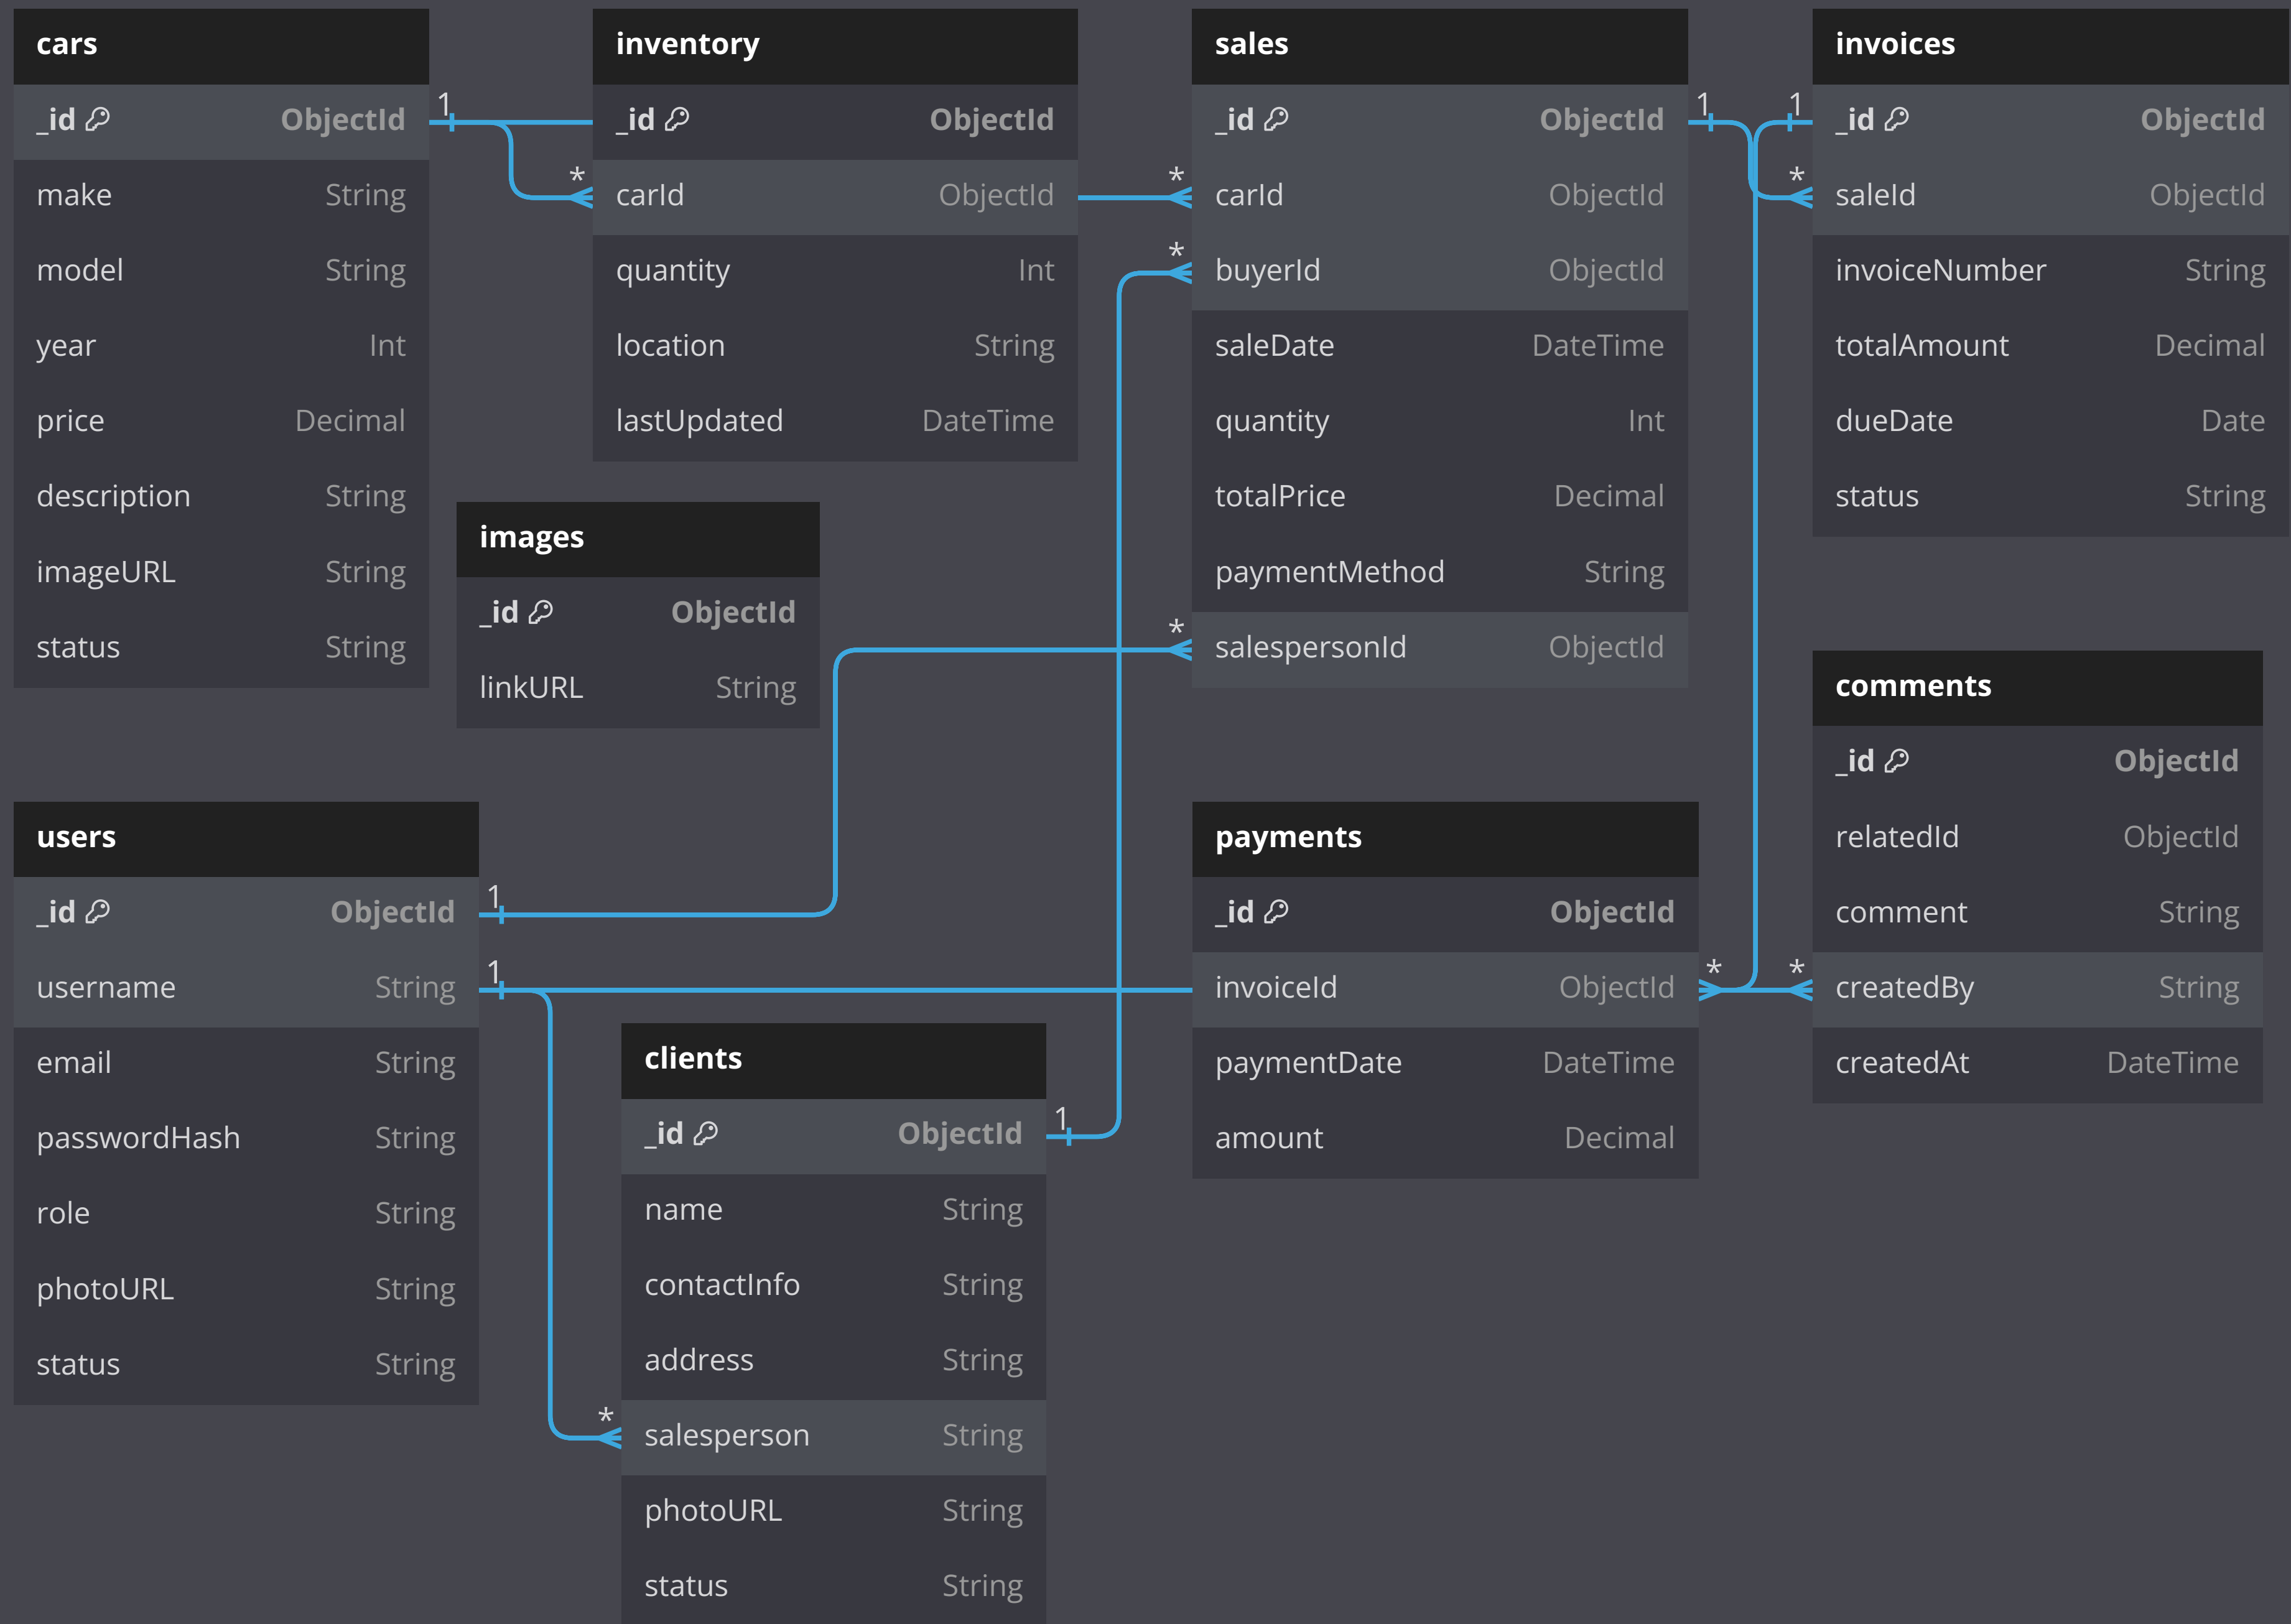 cars
_id ObjectId
make String
model String
year Int
price Decimal
description String
imageURL String
status String
1
*
inventory
_id ObjectId
carId ObjectId
quantity Int
location String
lastUpdated DateTime
*
*
*
sales
_id ObjectId
carId ObjectId
buyerId ObjectId
saleDate DateTime
quantity Int
totalPrice Decimal
paymentMethod String
salespersonId ObjectId
1
1
*
invoices
_id ObjectId
saleId ObjectId
invoiceNumber String
totalAmount Decimal
dueDate Date
status String
images
_id ObjectId
linkURL String
users
_id ObjectId
username String
email String
passwordHash String
role String
photoURL String
status String
1
1
*
clients
_id ObjectId
name String
contactInfo String
address String
salesperson String
photoURL String
status String
1
payments
_id ObjectId
invoiceId ObjectId
paymentDate DateTime
amount Decimal
*
*
comments
_id ObjectId
relatedId ObjectId
comment String
createdBy String
createdAt DateTime